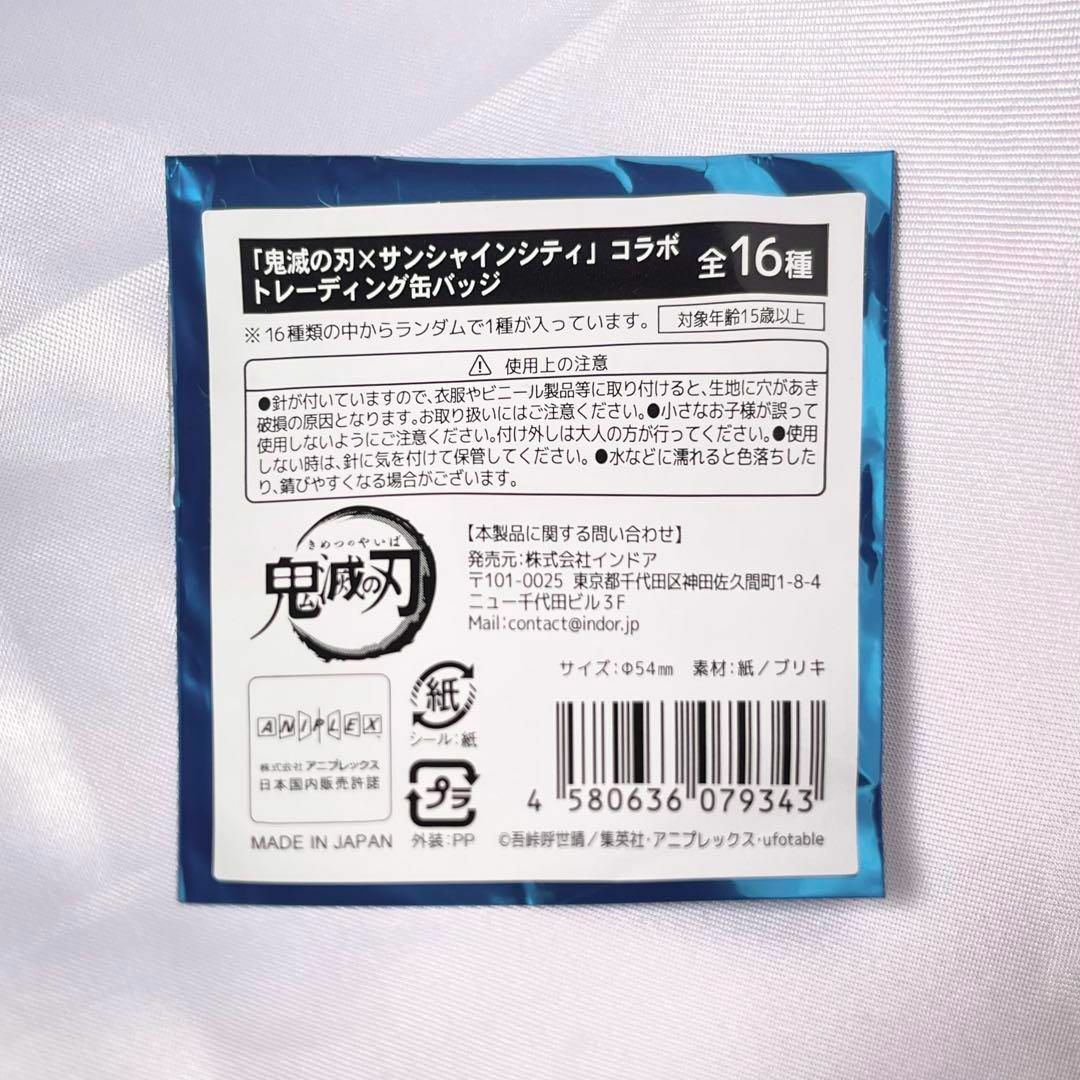 「鬼滅の刃×サンシャインシティ」コラボ
トレーディング缶バッジ
全16種
※16種類の中からランダムで1種が入っています。
対象年齢15歳以上
使用上の注意
●針が付いていますので、衣服やビニール製品等に取り付けると、生地に穴があき
破損の原因となります。お取り扱いにはご注意ください。●小さなお子様が誤って
使用しないようにご注意ください。付け外しは大人の方が行ってください。●使用
しない時は、針に気を付けて保管してください。●水などに濡れると色落ちした
り、錆びやすくなる場合がございます。
きめつのやいば
鬼滅の刃
【本製品に関する問い合わせ】
発売元:株式会社インドア
〒101-0025 東京都千代田区神田佐久間町1-8-4
ニュー千代田ビル3F
Mail:contact@indor.jp
サイズ:Φ54㎜ 素材:紙/ブリキ
ANIPLEX
株式会社 アニプレックス
日本国内販売許諾
紙
シール:紙
プラ
外装:PP
4 580636 079343
MADE IN JAPAN
©吾峠呼世晴/集英社・アニプレックス・ufotable